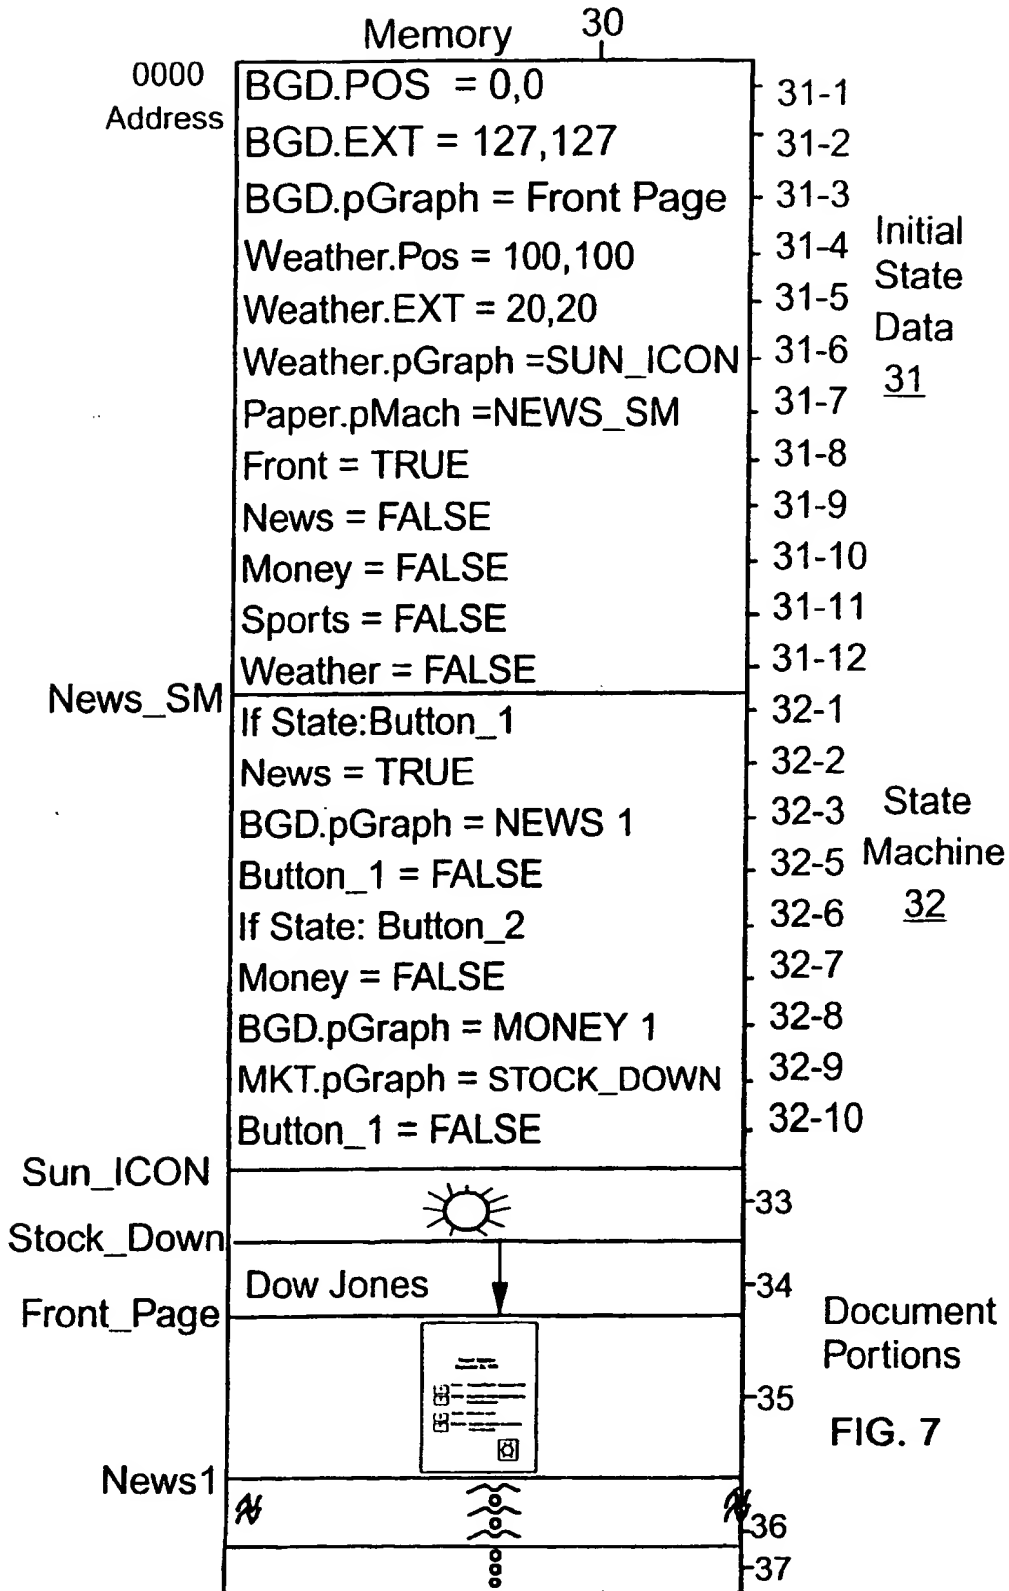 Memory 30
0000
Address
BGD.POS = 0,0 31-1
BGD.EXT = 127,127 31-2
BGD.pGraph = Front Page 31-3
Weather.Pos = 100,100 31-4
Weather.EXT = 20,20 31-5
Weather.pGraph =SUN_ICON 31-6
Paper.pMach =NEWS_SM 31-7
Front = TRUE 31-8
News = FALSE 31-9
Money = FALSE 31-10
Sports = FALSE 31-11
Weather = FALSE 31-12
Initial
State
Data
31
News_SM
If State:Button_1 32-1
News = TRUE 32-2
BGD.pGraph = NEWS 1 32-3
Button_1 = FALSE 32-5
If State: Button_2 32-6
Money = FALSE 32-7
BGD.pGraph = MONEY 1 32-8
MKT.pGraph = STOCK_DOWN 32-9
Button_1 = FALSE 32-10
State
Machine
32
Sun_ICON
33
Stock_Down
Dow Jones 34
Front_Page
35
Document
Portions
FIG. 7
News1
36
37